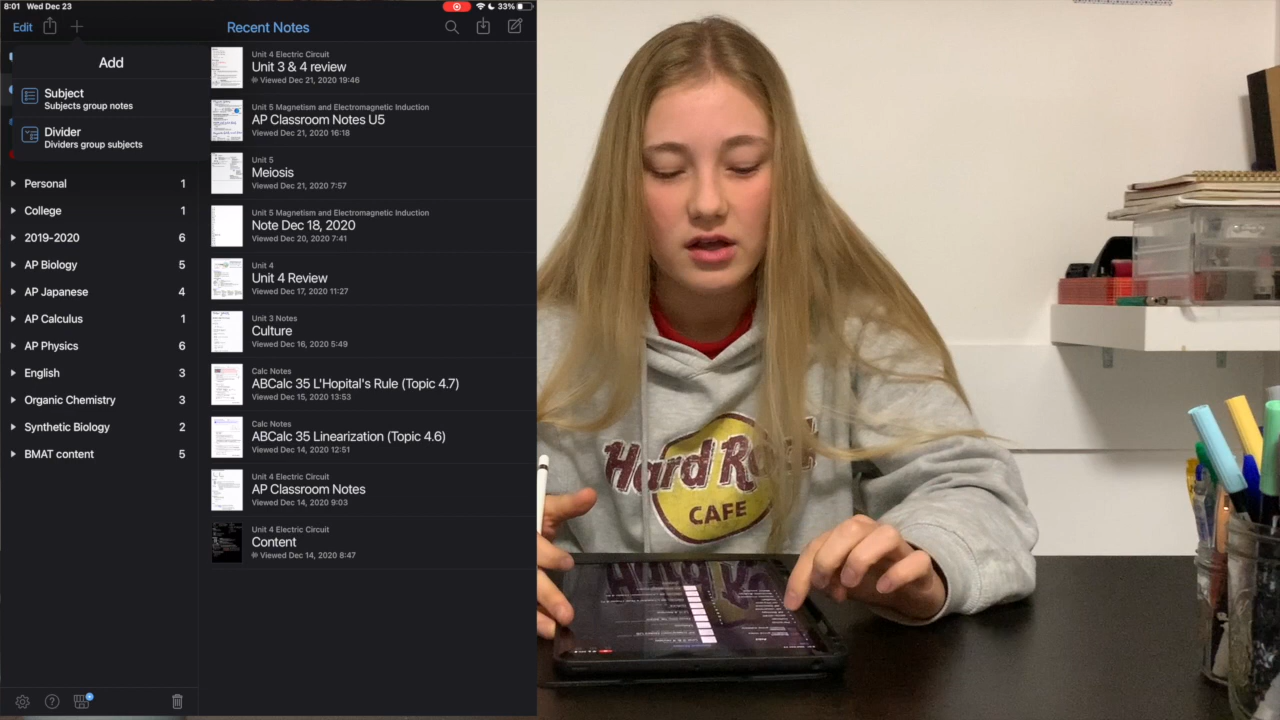 8:01 Wed Dec 23
33%
Edit
Recent Notes
Add
Subject
Subjects group notes
Divider
Dividers group subjects
Personal 1
College 1
2019-2020 6
AP Biology 5
AP Japanese 4
AP Calculus 1
AP Physics 6
English 3
Organic Chemistry 3
Synthetic Biology 2
BMAT content 5
Unit 4 Electric Circuit
Unit 3 & 4 review
Viewed Dec 21, 2020 19:46
Unit 5 Magnetism and Electromagnetic Induction
AP Classroom Notes U5
Viewed Dec 21, 2020 16:18
Unit 5
Meiosis
Viewed Dec 21, 2020 7:57
Unit 5 Magnetism and Electromagnetic Induction
Note Dec 18, 2020
Viewed Dec 20, 2020 7:41
Unit 4
Unit 4 Review
Viewed Dec 17, 2020 11:27
Unit 3 Notes
Culture
Viewed Dec 16, 2020 5:49
Calc Notes
ABCalc 35 L'Hopital's Rule (Topic 4.7)
Viewed Dec 15, 2020 13:53
Calc Notes
ABCalc 35 Linearization (Topic 4.6)
Viewed Dec 14, 2020 12:51
Unit 4 Electric Circuit
AP Classroom Notes
Viewed Dec 14, 2020 9:03
Unit 4 Electric Circuit
Content
Viewed Dec 14, 2020 8:47
Hard Rock
CAFE